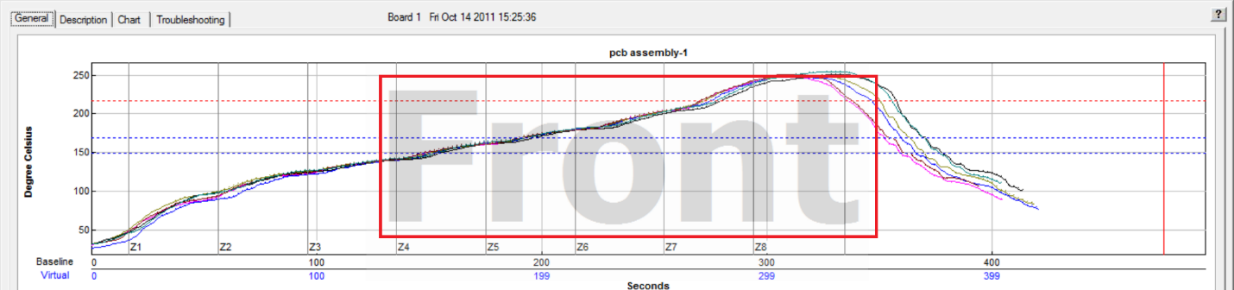 General Description Chart Troubleshooting Board 1 Fri Oct 14 2011 15:25:36 ?
pcb assembly-1
250
200
150
100
50
Degree Celsius
Front
Z1 Z2 Z3 Z4 Z5 Z6 Z7 Z8
Baseline 0 100 200 300 400
Virtual 0 100 199 299 399
Seconds